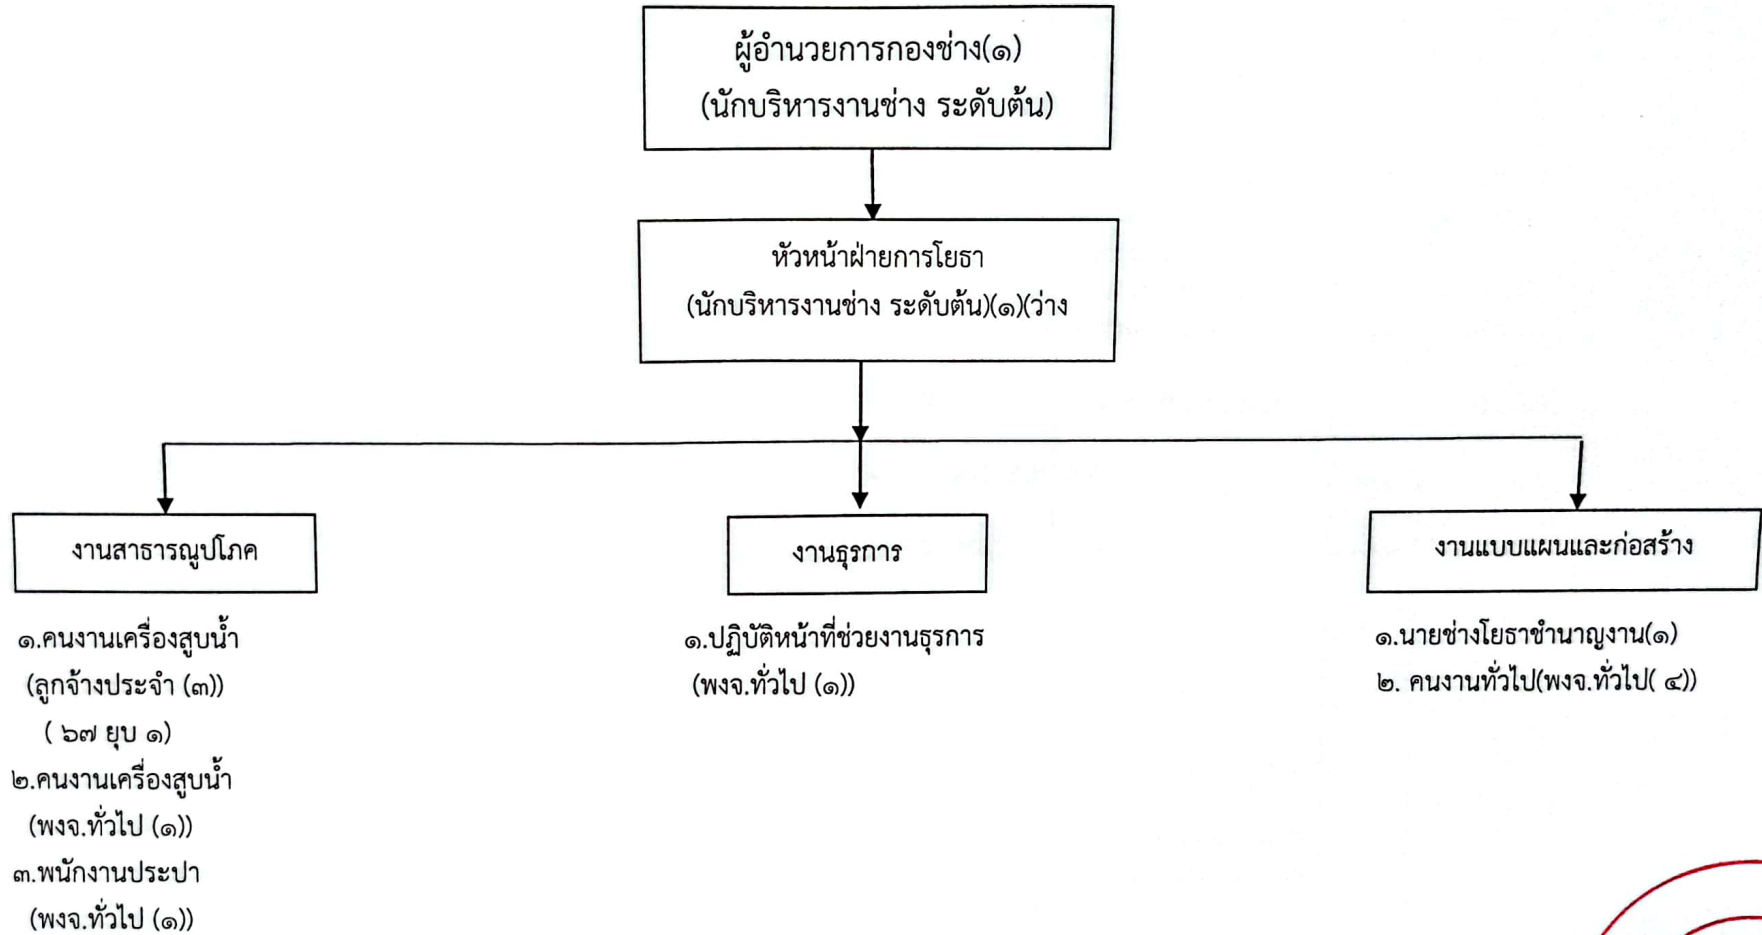 ผู้อำนวยการกองช่าง(๑)
(นักบริหารงานช่าง ระดับต้น)
หัวหน้าฝ่ายการโยธา
(นักบริหารงานช่าง ระดับต้น)(๑)(ว่าง
งานสาธารณูปโภค
๑.คนงานเครื่องสูบน้ำ
(ลูกจ้างประจำ (๓))
( ๖๗ ยุบ ๑)
๒.คนงานเครื่องสูบน้ำ
(พงจ.ทั่วไป (๑))
๓.พนักงานประปา
(พงจ.ทั่วไป (๑))
งานธุรการ
๑.ปฏิบัติหน้าที่ช่วยงานธุรการ
(พงจ.ทั่วไป (๑))
งานแบบแผนและก่อสร้าง
๑.นายช่างโยธาชำนาญงาน(๑)
๒. คนงานทั่วไป(พงจ.ทั่วไป( ๔))